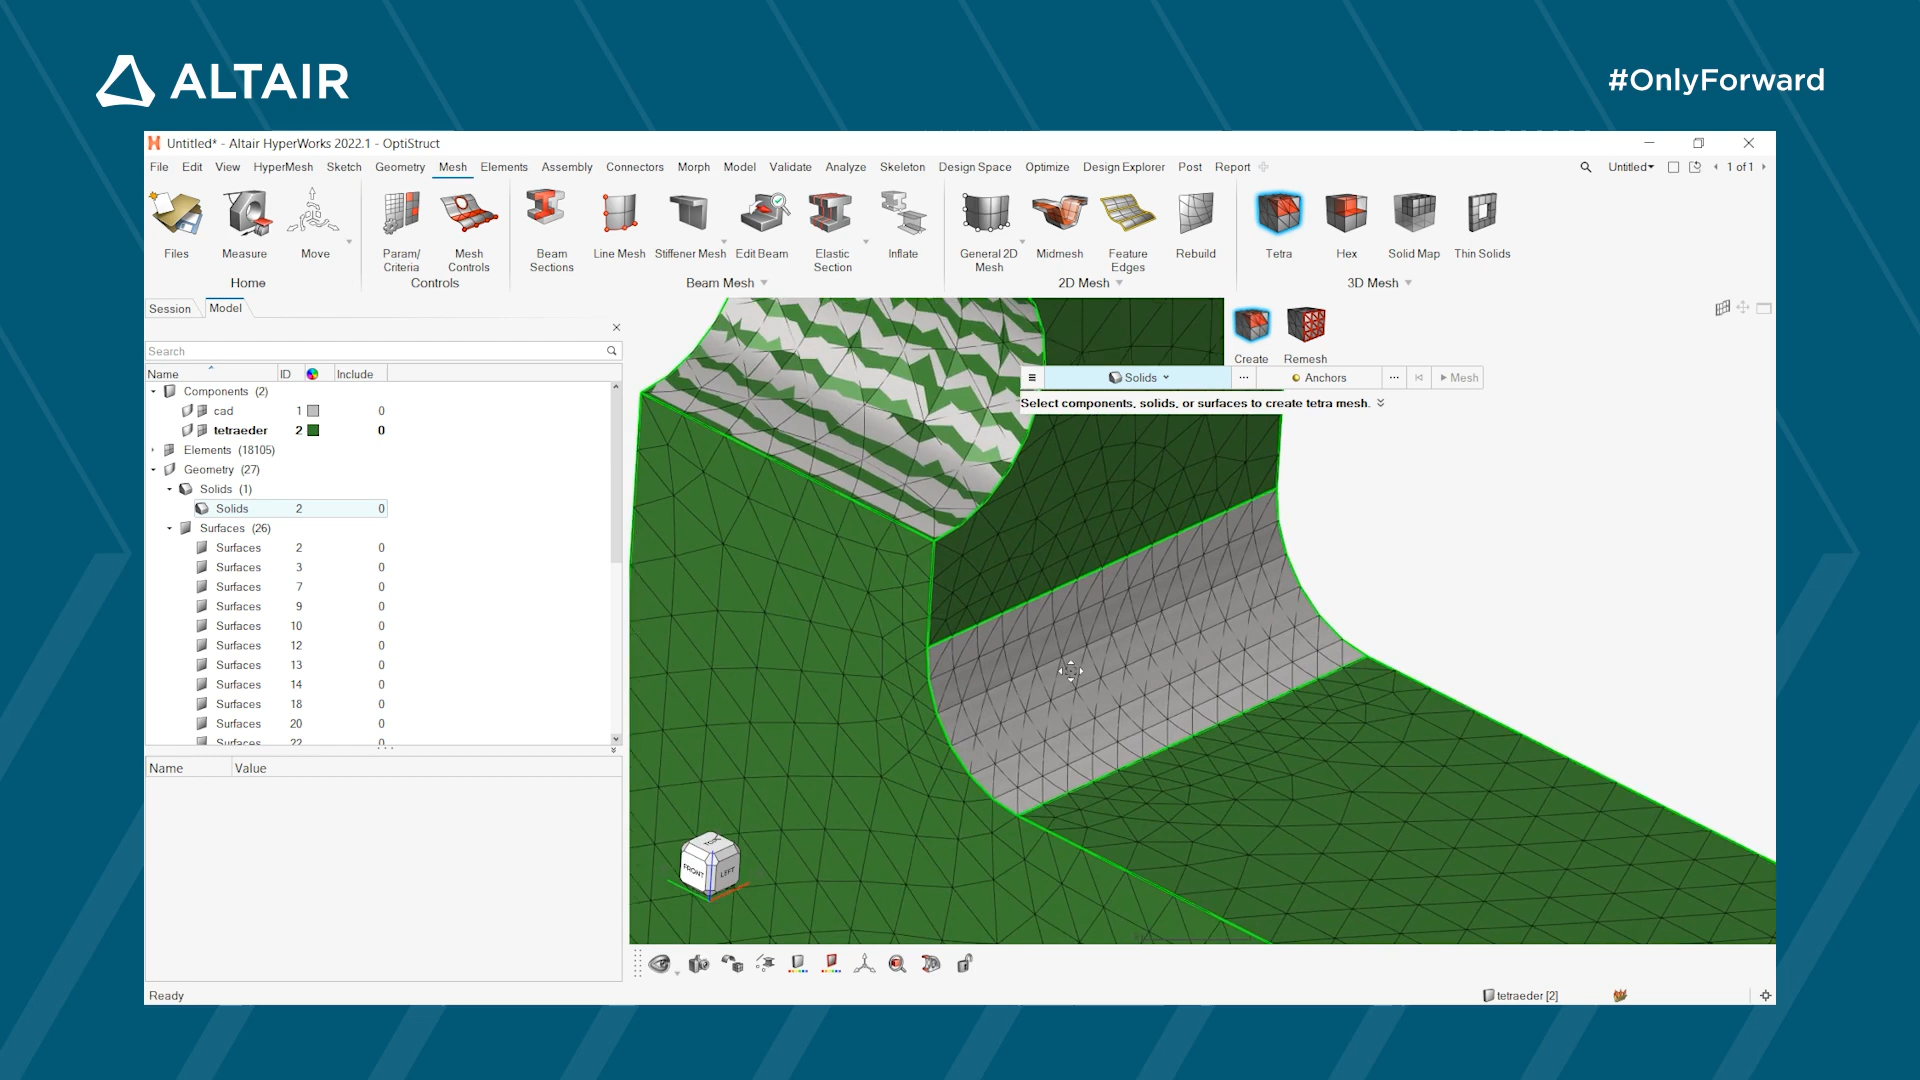 ALTAIR
#OnlyForward
Untitled* - Altair HyperWorks 2022.1 - OptiStruct
File Edit View HyperMesh Sketch Geometry Mesh Elements Assembly Connectors Morph Model Validate Analyze Skeleton Design Space Optimize Design Explorer Post Report
Untitled 1 of 1
Files Measure Move
Home
Param/ Criteria Mesh Controls
Controls
Beam Sections Line Mesh Stiffener Mesh Edit Beam Elastic Section Inflate
Beam Mesh
General 2D Mesh Midmesh Feature Edges Rebuild
2D Mesh
Tetra Hex Solid Map Thin Solids
3D Mesh
Session Model
Search
Name ID Include
Components (2)
cad 1 0
tetraeder 2 0
Elements (18105)
Geometry (27)
Solids (1)
Solids 2 0
Surfaces (26)
Surfaces 2 0
Surfaces 3 0
Surfaces 7 0
Surfaces 9 0
Surfaces 10 0
Surfaces 12 0
Surfaces 13 0
Surfaces 14 0
Surfaces 18 0
Surfaces 20 0
Surfaces 22 0
Name Value
Create Remesh
Solids ... Anchors ... Mesh
Select components, solids, or surfaces to create tetra mesh.
FRONT LEFT
Ready
tetraeder [2]